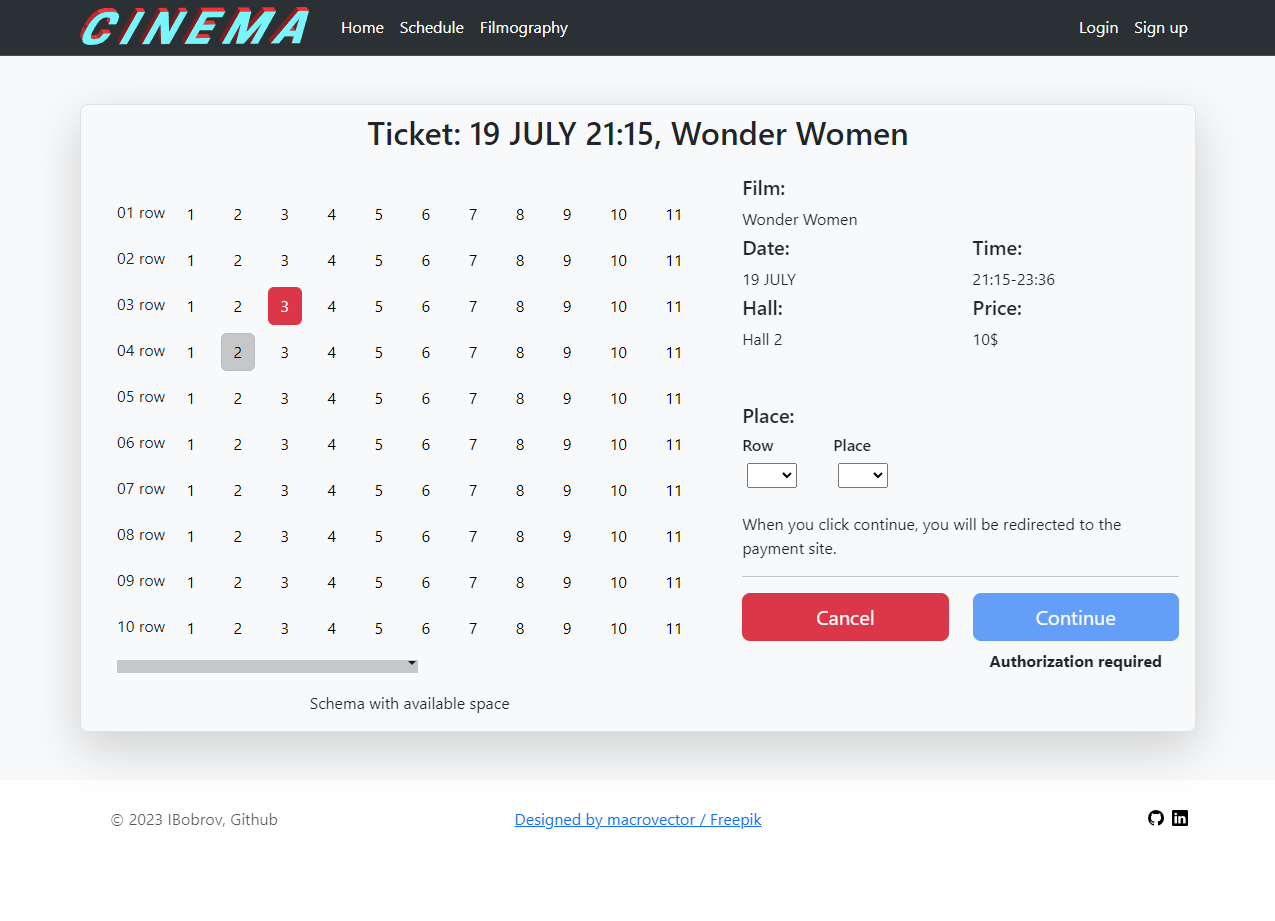 CINEMA Home Schedule Filmography Login Sign up
Ticket: 19 JULY 21:15, Wonder Women
01 row 1 2 3 4 5 6 7 8 9 10 11
02 row 1 2 3 4 5 6 7 8 9 10 11
03 row 1 2 3 4 5 6 7 8 9 10 11
04 row 1 2 3 4 5 6 7 8 9 10 11
05 row 1 2 3 4 5 6 7 8 9 10 11
06 row 1 2 3 4 5 6 7 8 9 10 11
07 row 1 2 3 4 5 6 7 8 9 10 11
08 row 1 2 3 4 5 6 7 8 9 10 11
09 row 1 2 3 4 5 6 7 8 9 10 11
10 row 1 2 3 4 5 6 7 8 9 10 11
Schema with available space
Film:
Wonder Women
Date: Time:
19 JULY 21:15-23:36
Hall: Price:
Hall 2 10$
Place:
Row Place
When you click continue, you will be redirected to the
payment site.
Cancel Continue
Authorization required
© 2023 IBobrov, Github Designed by macrovector / Freepik